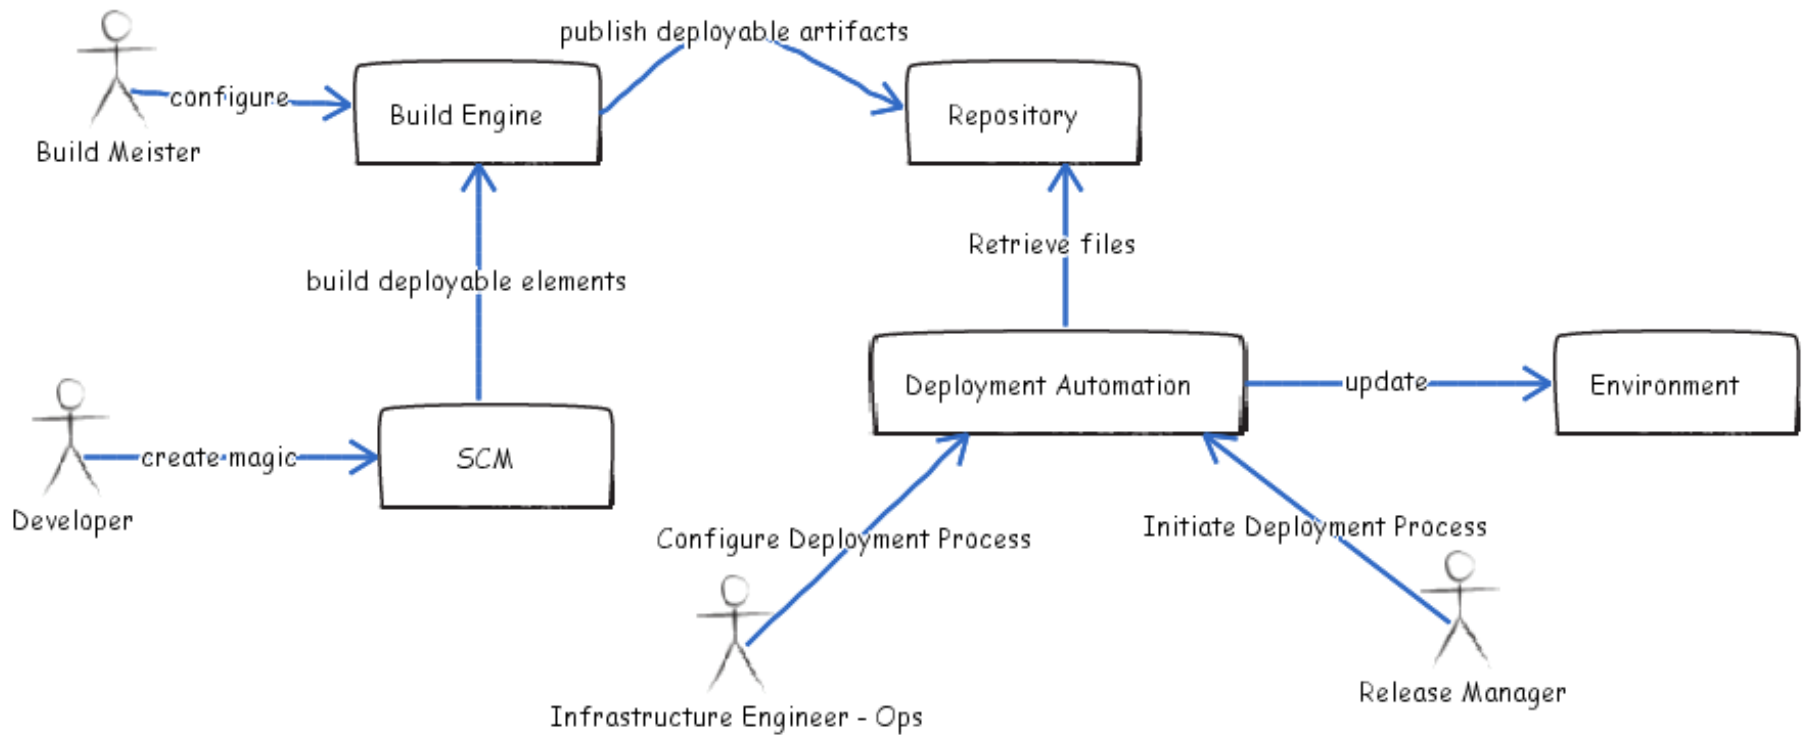 publish deployable artifacts
configure
Build Engine
Repository
Build Meister
Retrieve files
build deployable elements
Deployment Automation
update
Environment
create magic
SCM
Developer
Configure Deployment Process
Initiate Deployment Process
Release Manager
Infrastructure Engineer - Ops